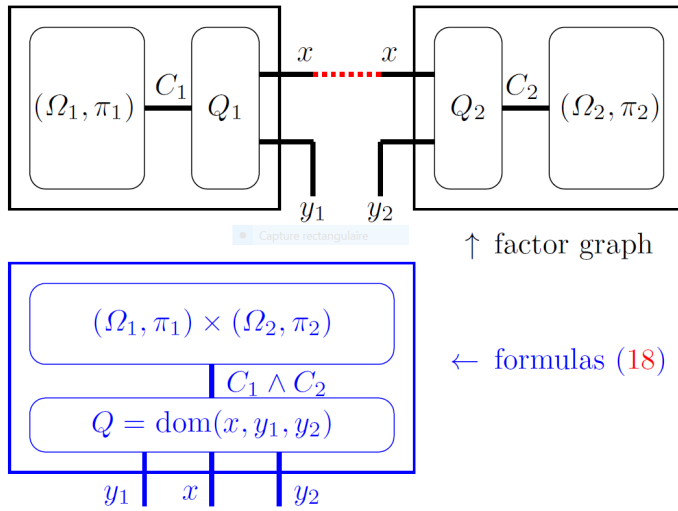 x x
(Ω₁, π₁) C₁ Q₁ Q₂ C₂ (Ω₂, π₂)
y₁ y₂
Capture rectangulaire
↑ factor graph
(Ω₁, π₁) × (Ω₂, π₂)
← formulas (18)
C₁ ∧ C₂
Q = dom(x, y₁, y₂)
y₁ x y₂